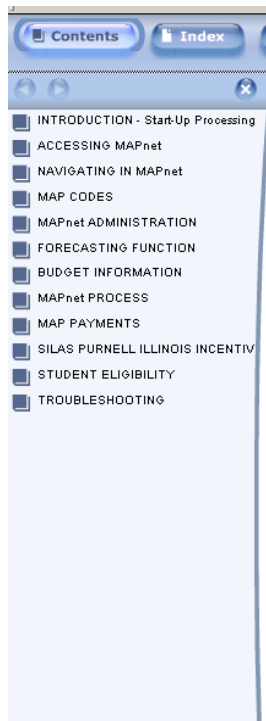 Contents Index
INTRODUCTION - Start-Up Processing
ACCESSING MAPnet
NAVIGATING IN MAPnet
MAP CODES
MAPnet ADMINISTRATION
FORECASTING FUNCTION
BUDGET INFORMATION
MAPnet PROCESS
MAP PAYMENTS
SILAS PURNELL ILLINOIS INCENTIV
STUDENT ELIGIBILITY
TROUBLESHOOTING